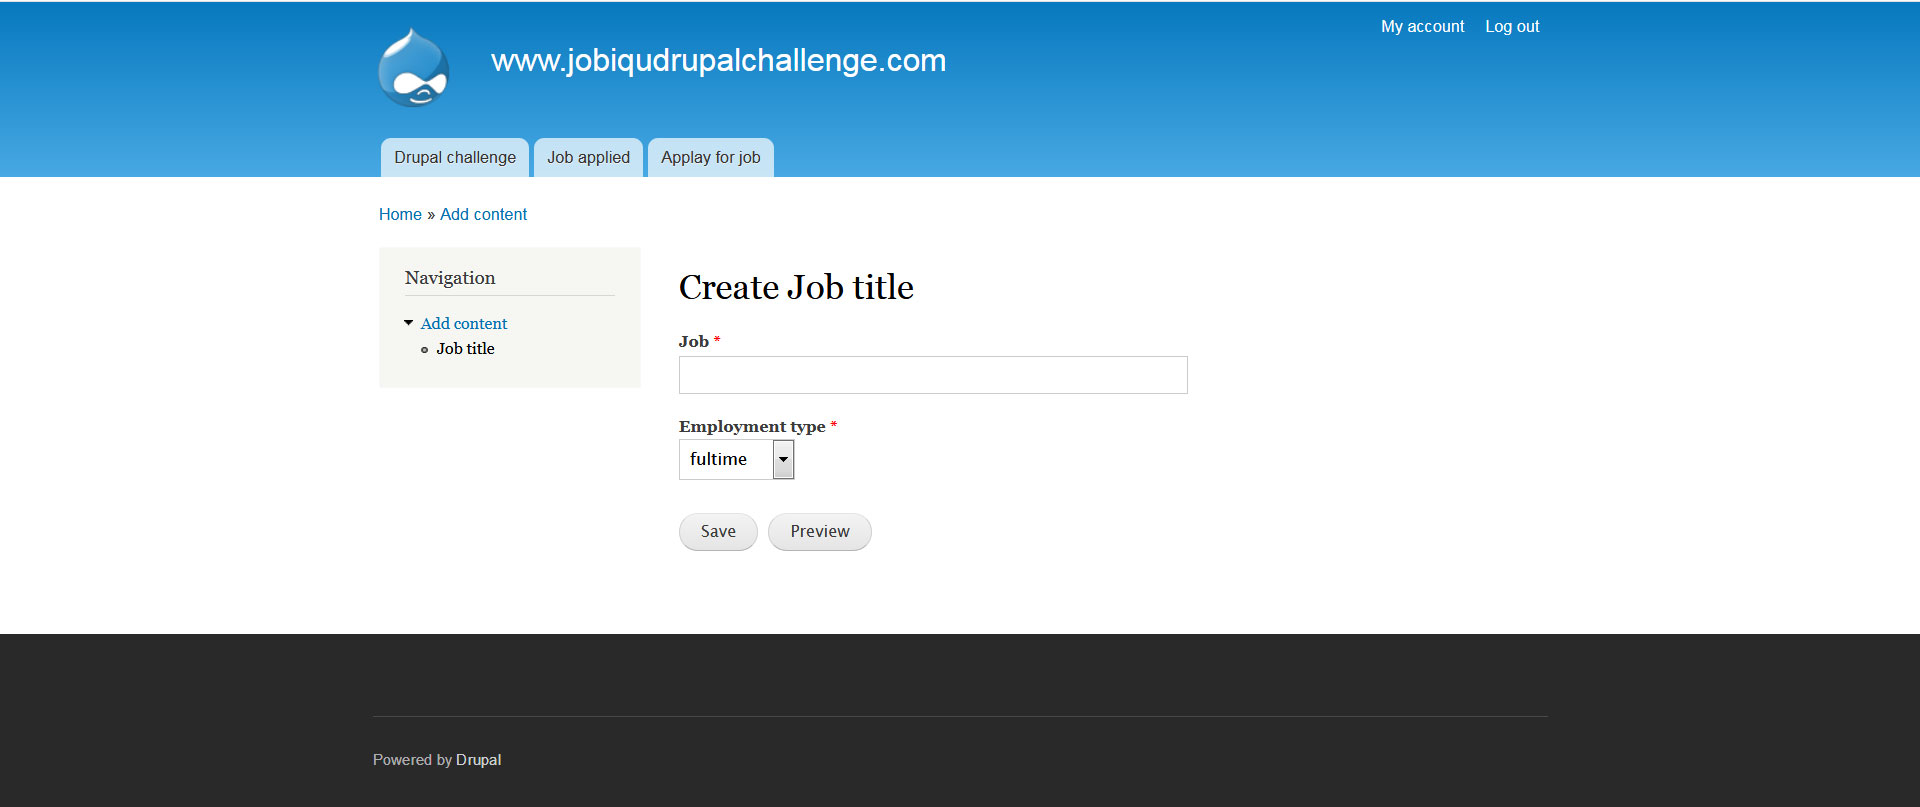 My account Log out
www.jobiqudrupalchallenge.com
Drupal challenge Job applied Applay for job
Home » Add content
Navigation
Add content
Job title
Create Job title
Job *
Employment type *
fultime
Save Preview
Powered by Drupal